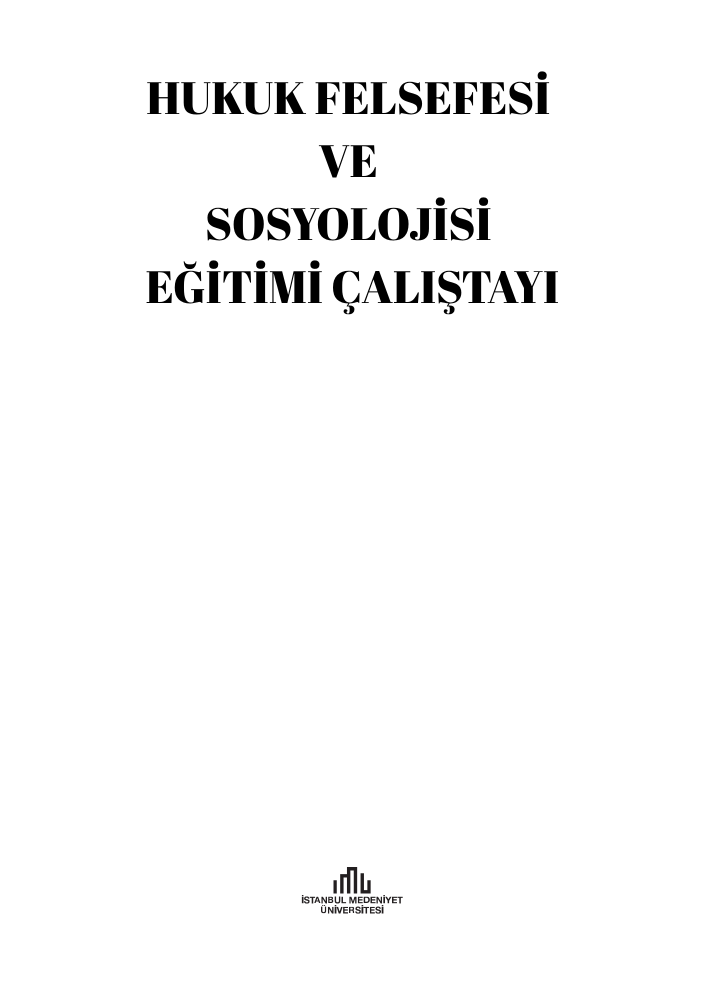 HUKUK FELSEFESİ
VE
SOSYOLOJİSİ
EĞİTİMİ ÇALIŞTAYI
İSTANBUL MEDENİYET
ÜNİVERSİTESİ